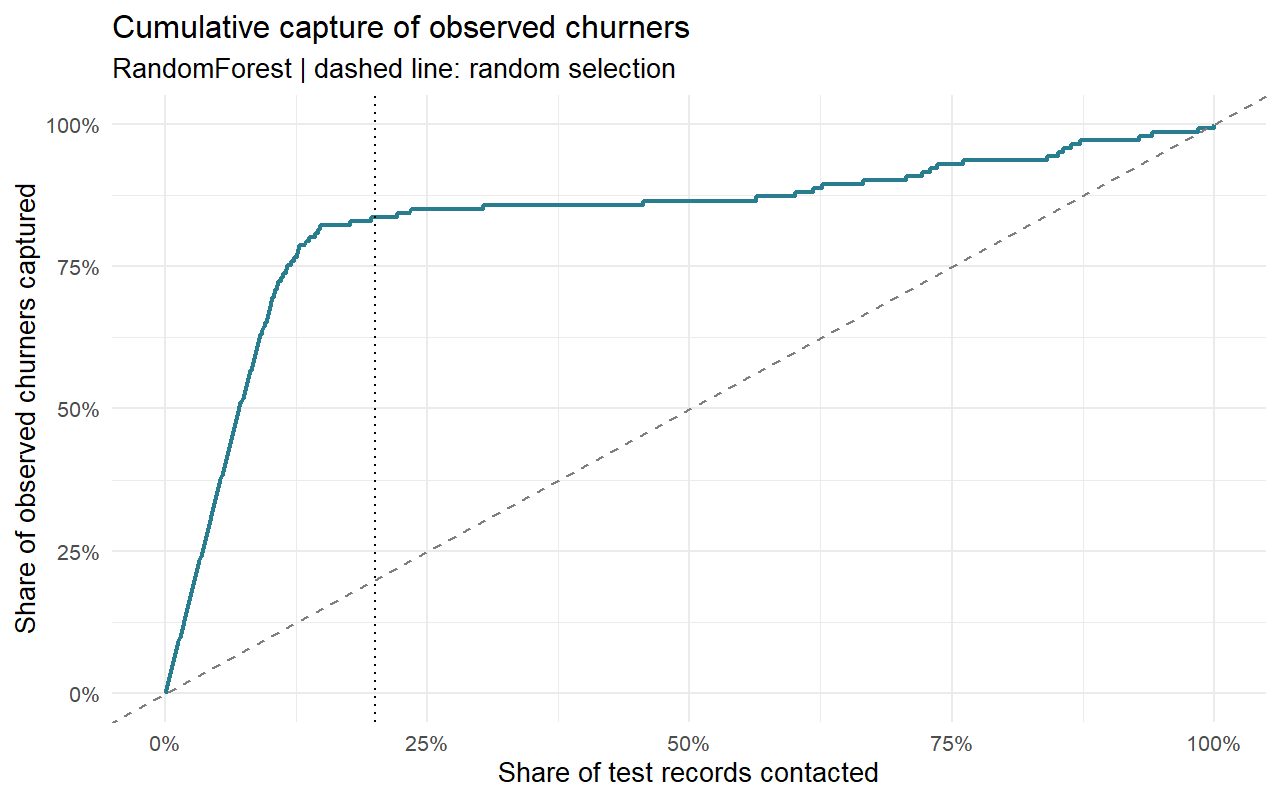 Cumulative capture of observed churners
RandomForest | dashed line: random selection
Share of observed churners captured
100%
75%
50%
25%
0%
0%
25%
50%
75%
100%
Share of test records contacted